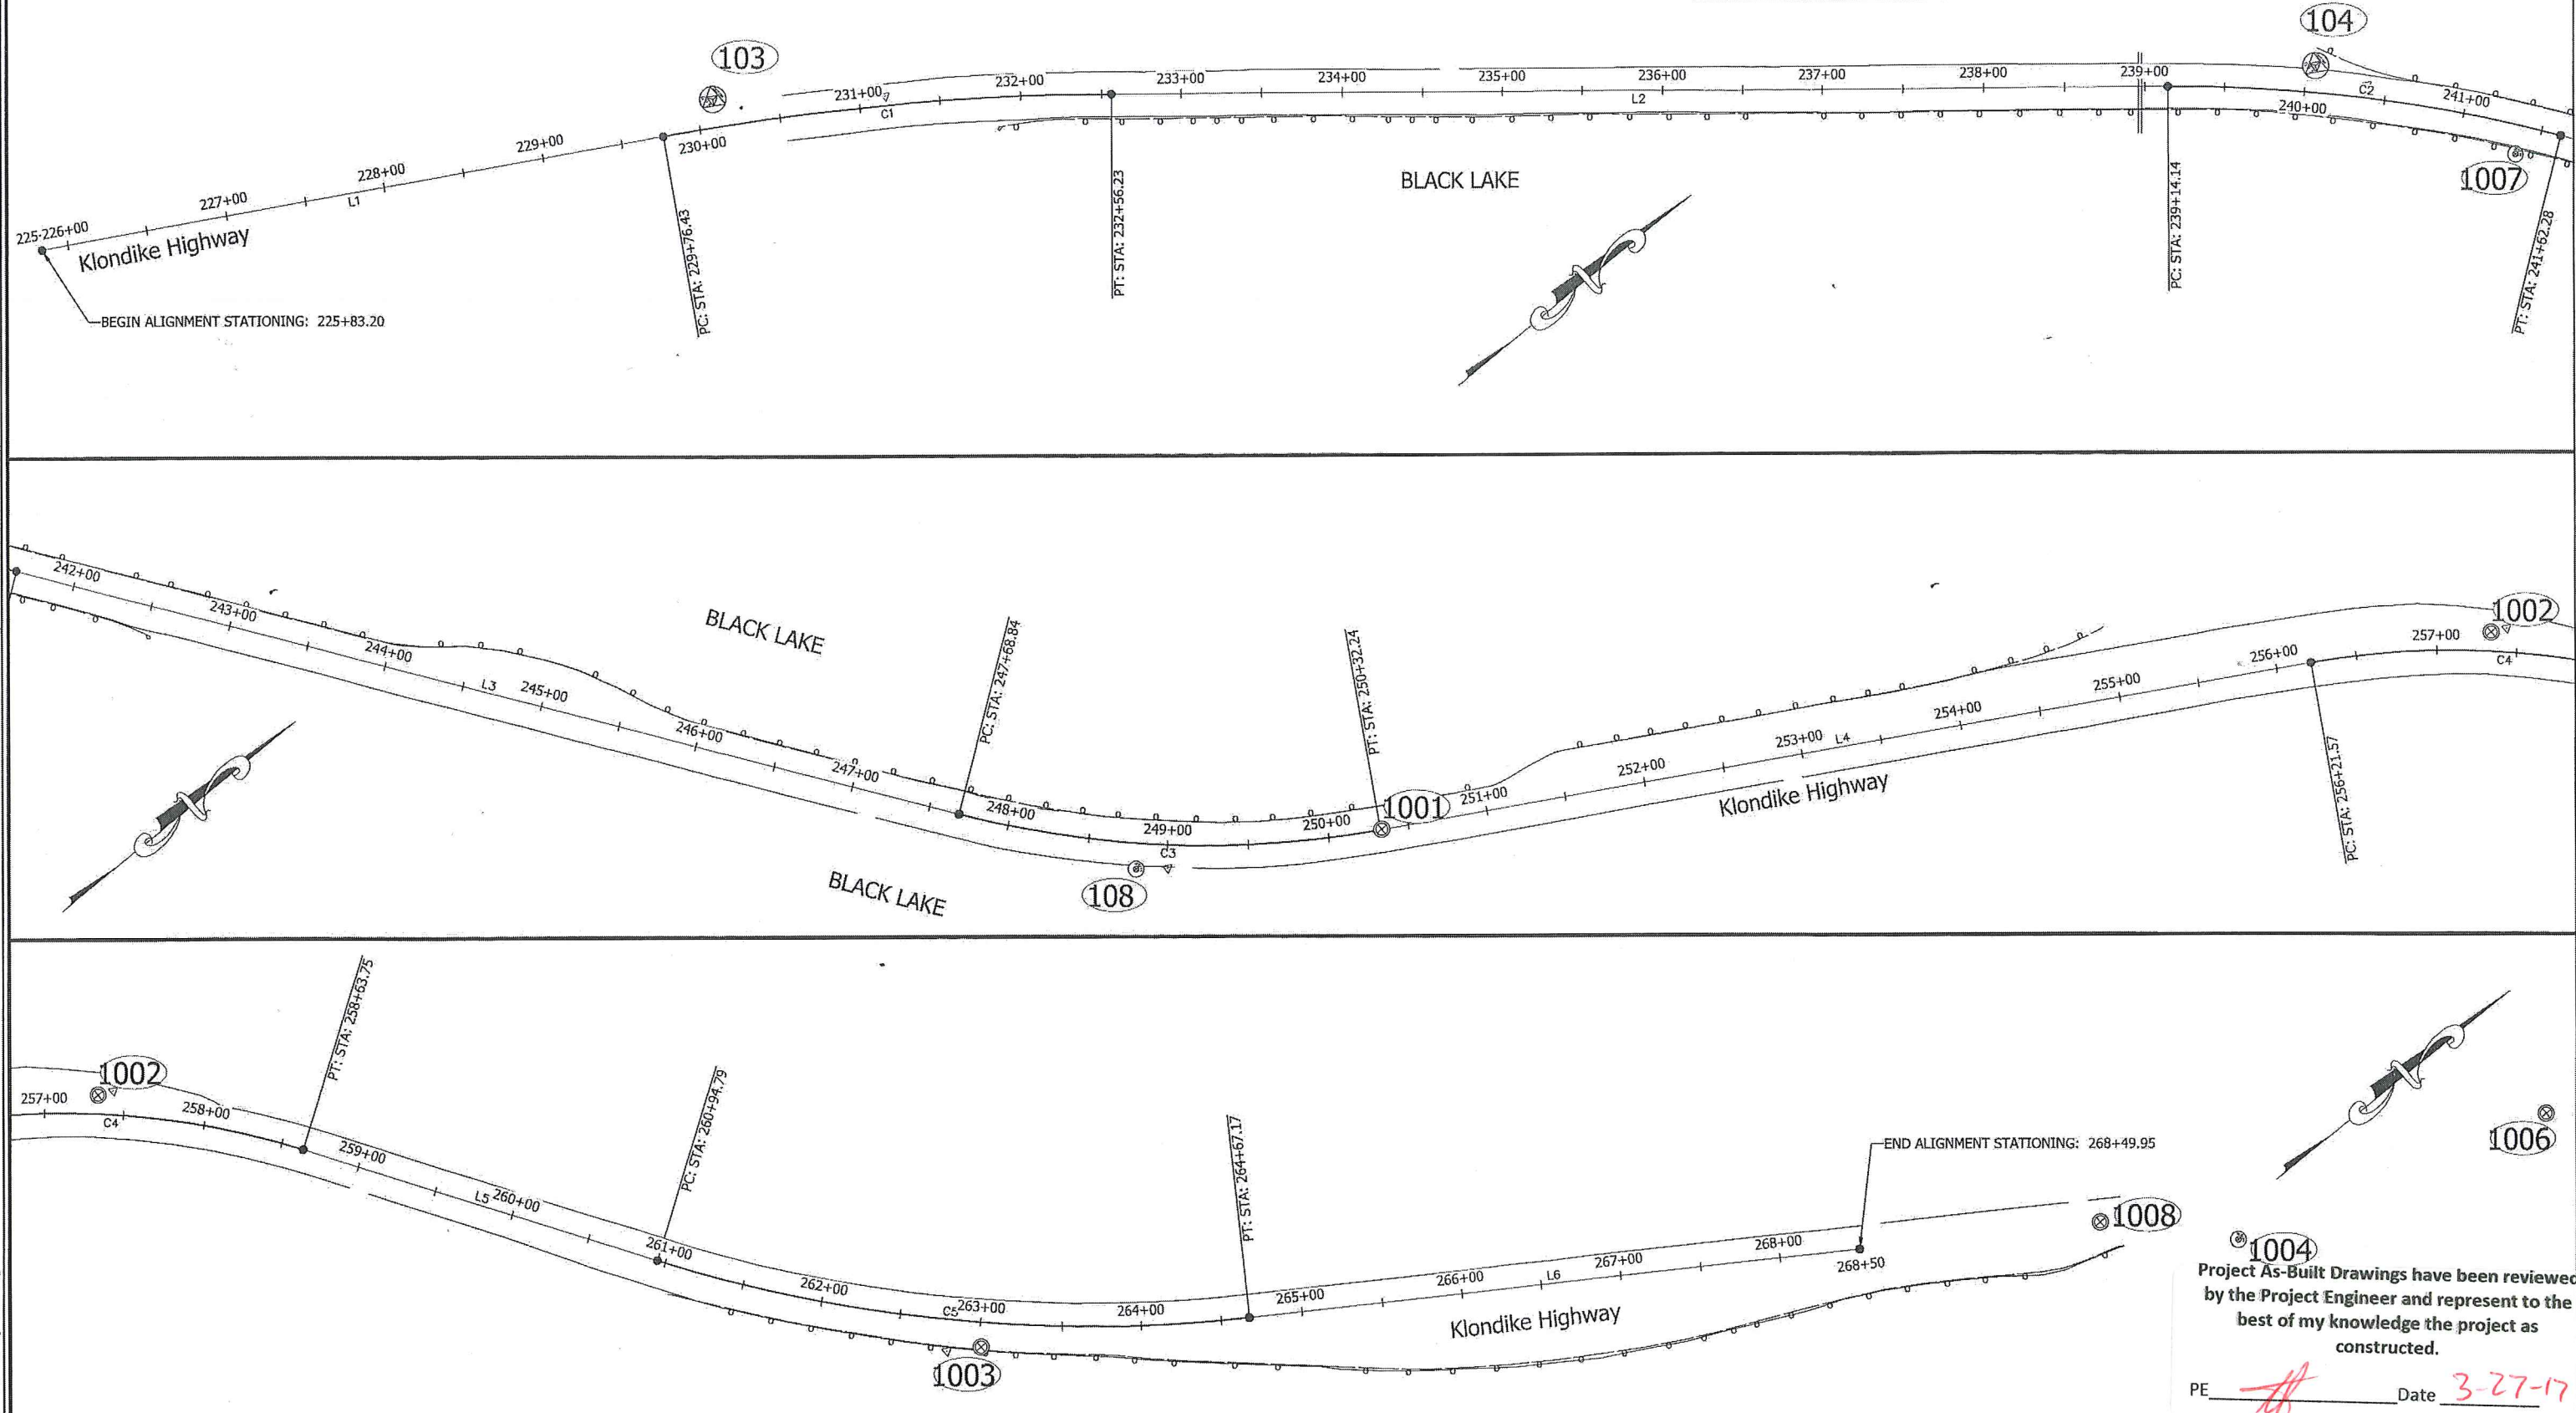 103
104
231+00
232+00
233+00
234+00
235+00
236+00
237+00
238+00
239+00
C1
L2
C2
240+00
241+00
230+00
229+00
228+00
227+00
L1
225+226+00
Klondike Highway
BEGIN ALIGNMENT STATIONING: 225+83.20
PC: STA: 229+76.43
PT: STA: 232+56.23
BLACK LAKE
PC: STA: 239+14.14
1007
PT: STA: 241+62.28
N
242+00
243+00
244+00
L3
245+00
246+00
247+00
BLACK LAKE
PC: STA: 247+68.84
248+00
249+00
C3
250+00
PT: STA: 250+32.24
1001
251+00
252+00
253+00
L4
254+00
255+00
256+00
257+00
C4
1002
Klondike Highway
PC: STA: 256+21.57
108
BLACK LAKE
N
1002
257+00
C4
258+00
PT: STA: 258+63.75
259+00
L5
260+00
PC: STA: 260+94.79
261+00
262+00
C5
263+00
264+00
PT: STA: 264+67.17
265+00
266+00
L6
267+00
268+00
268+50
END ALIGNMENT STATIONING: 268+49.95
Klondike Highway
1003
1008
N
1006
1004
Project As-Built Drawings have been reviewed
by the Project Engineer and represent to the
best of my knowledge the project as
constructed.
PE Date 3-27-17